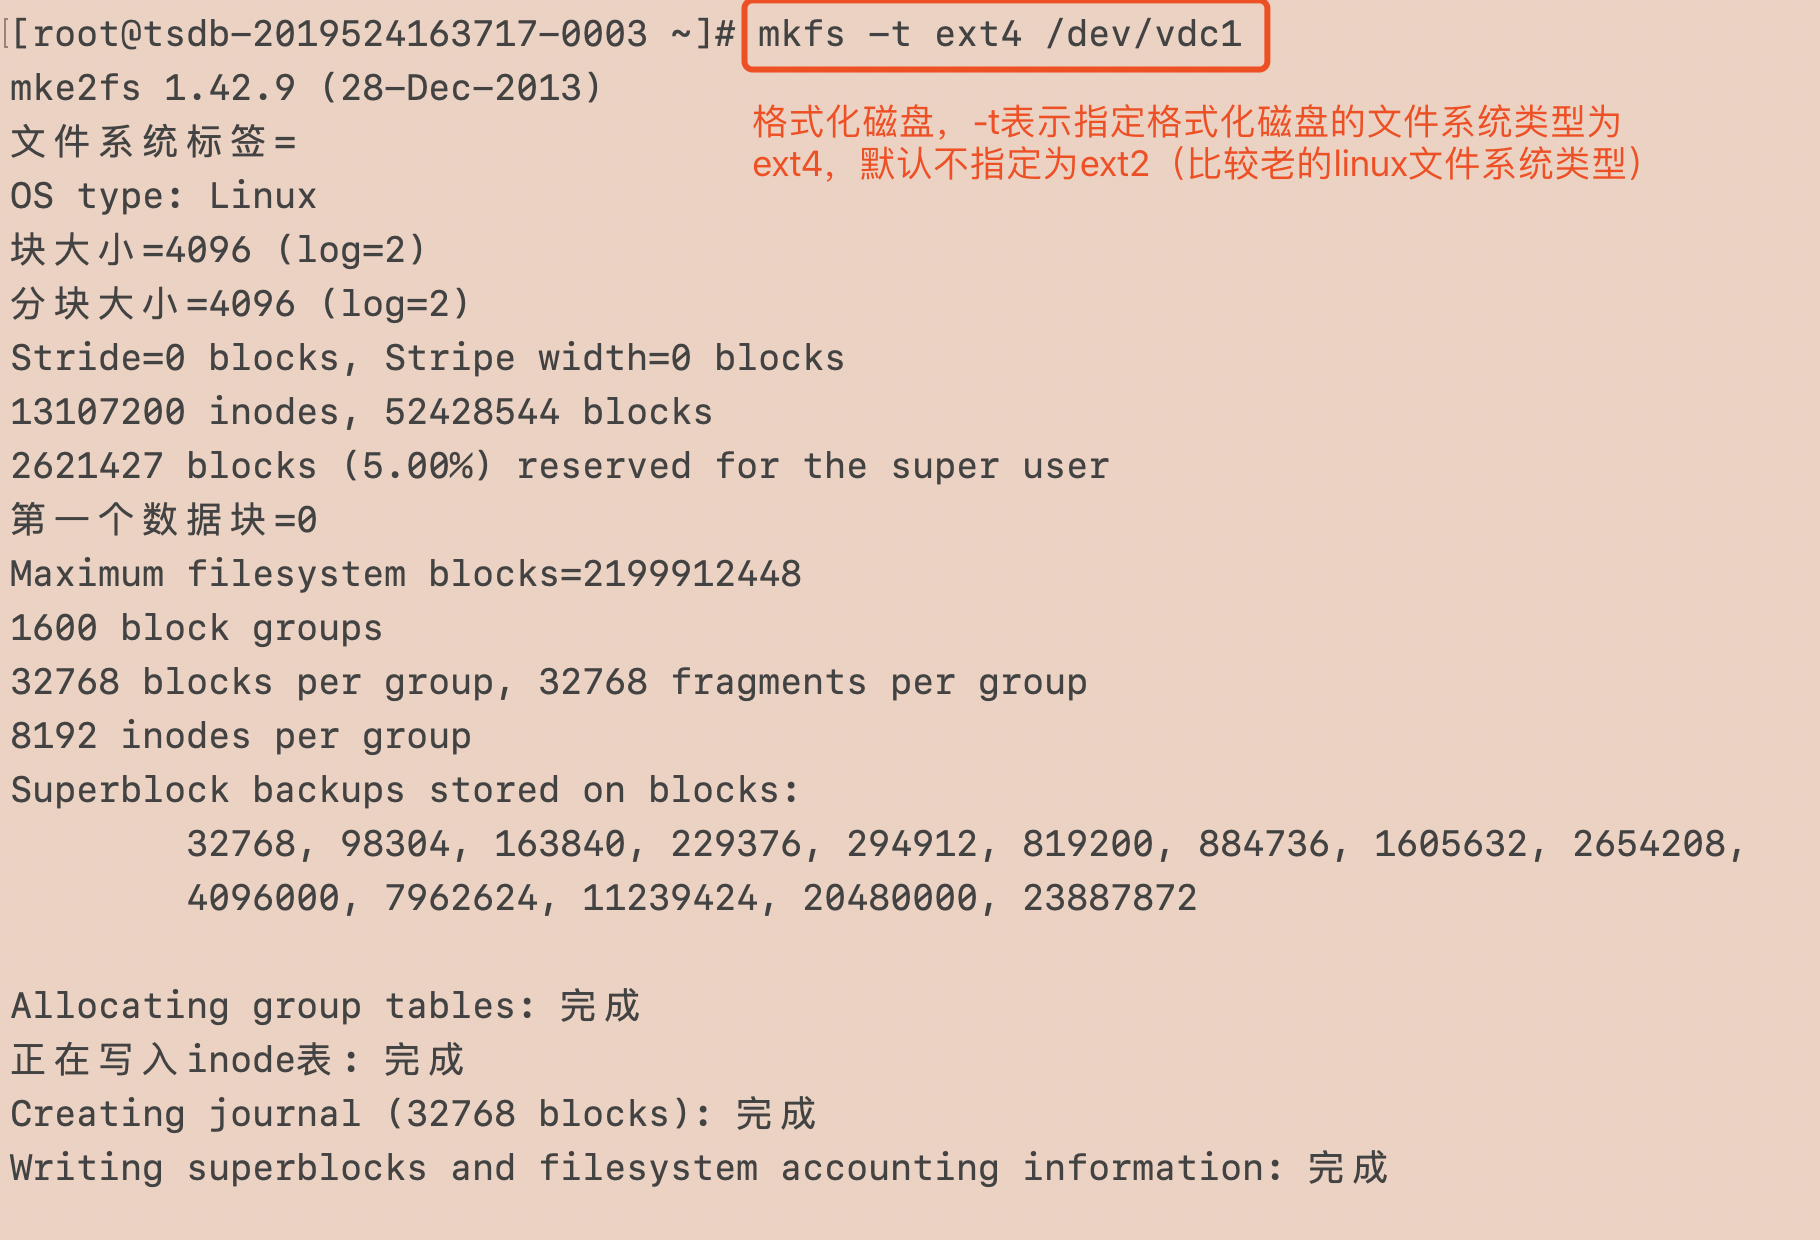 [[root@tsdb-2019524163717-0003 ~]# mkfs -t ext4 /dev/vdc1
mke2fs 1.42.9 (28-Dec-2013)
格式化磁盘，-t表示指定格式化磁盘的文件系统类型为
ext4，默认不指定为ext2（比较老的linux文件系统类型）
文件系统标签=
OS type: Linux
块大小=4096 (log=2)
分块大小=4096 (log=2)
Stride=0 blocks, Stripe width=0 blocks
13107200 inodes, 52428544 blocks
2621427 blocks (5.00%) reserved for the super user
第一个数据块=0
Maximum filesystem blocks=2199912448
1600 block groups
32768 blocks per group, 32768 fragments per group
8192 inodes per group
Superblock backups stored on blocks:
32768, 98304, 163840, 229376, 294912, 819200, 884736, 1605632, 2654208,
4096000, 7962624, 11239424, 20480000, 23887872
Allocating group tables: 完成
正在写入inode表: 完成
Creating journal (32768 blocks): 完成
Writing superblocks and filesystem accounting information: 完成